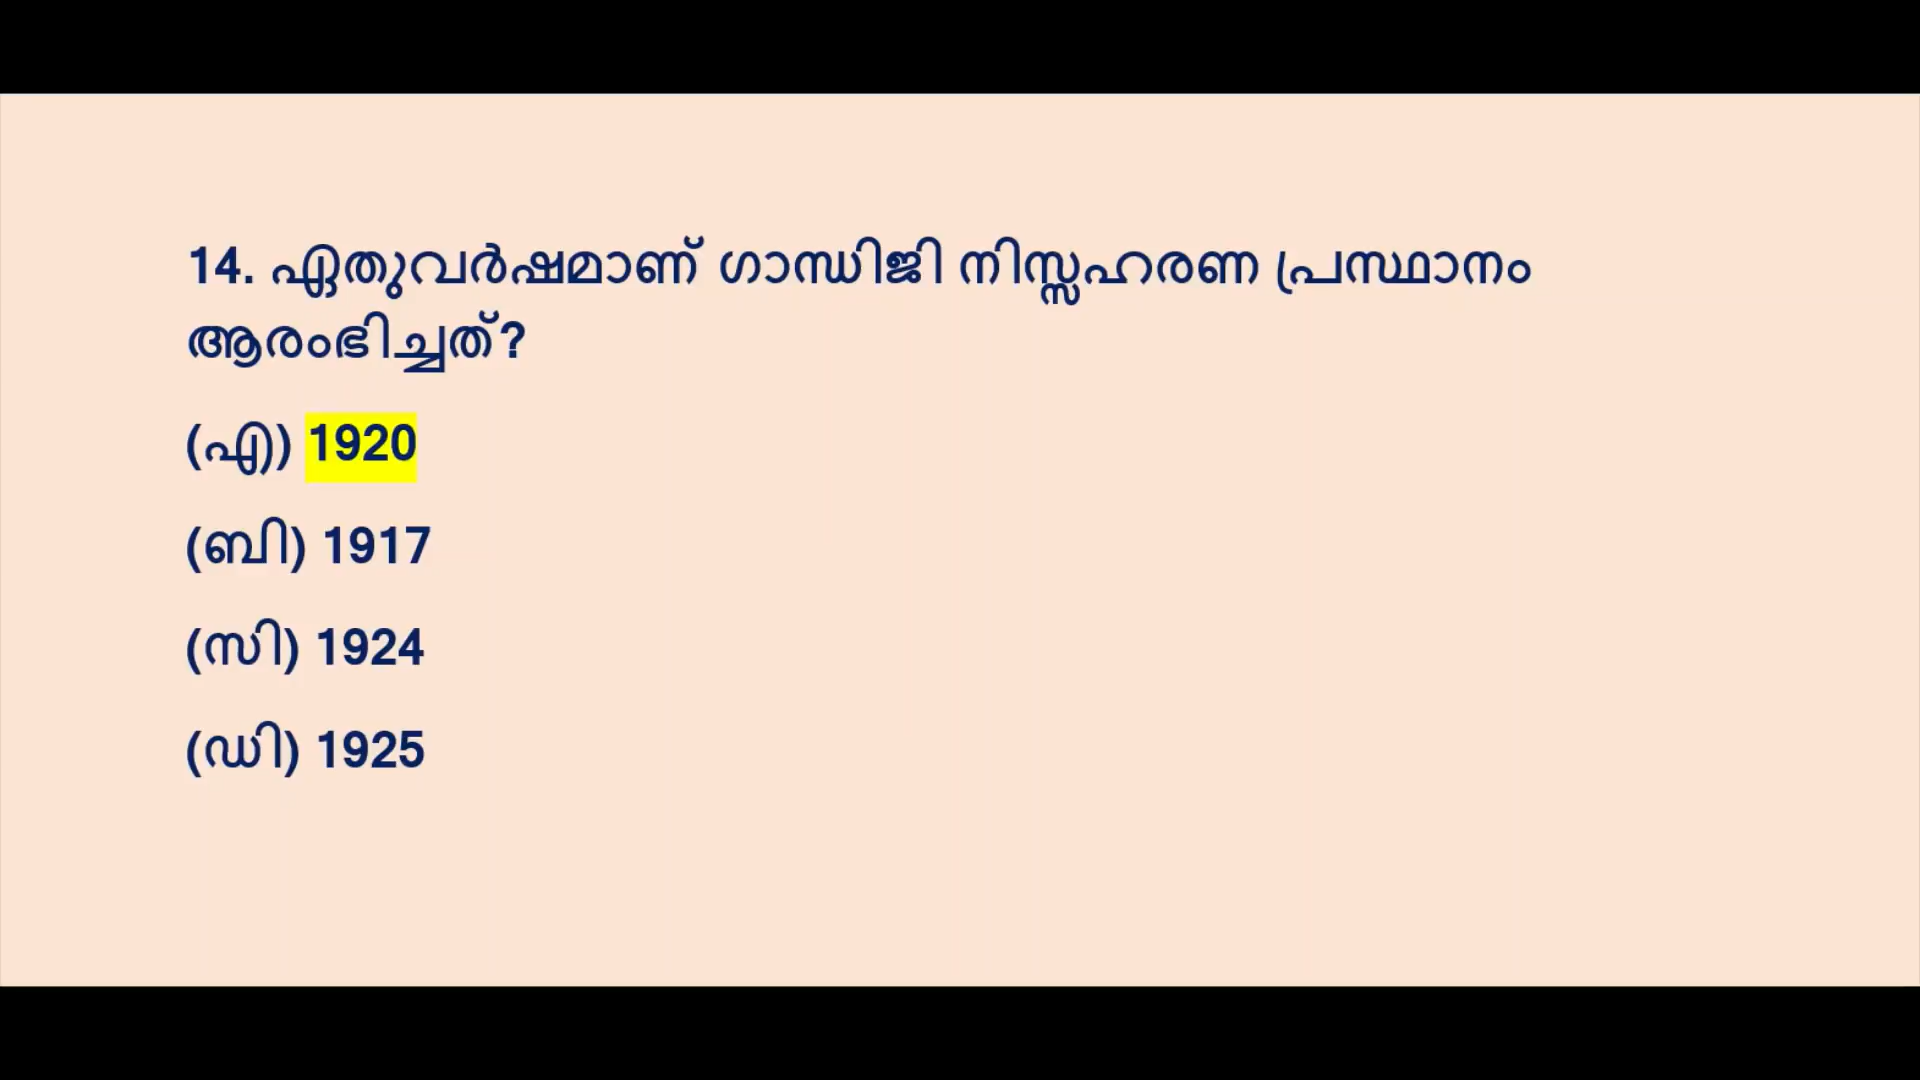 14. ഏതുവർഷമാണ് ഗാന്ധിജി നിസ്സഹരണ പ്രസ്ഥാനം
ആരംഭിച്ചത്?
(എ) 1920
(ബി) 1917
(സി) 1924
(ഡി) 1925